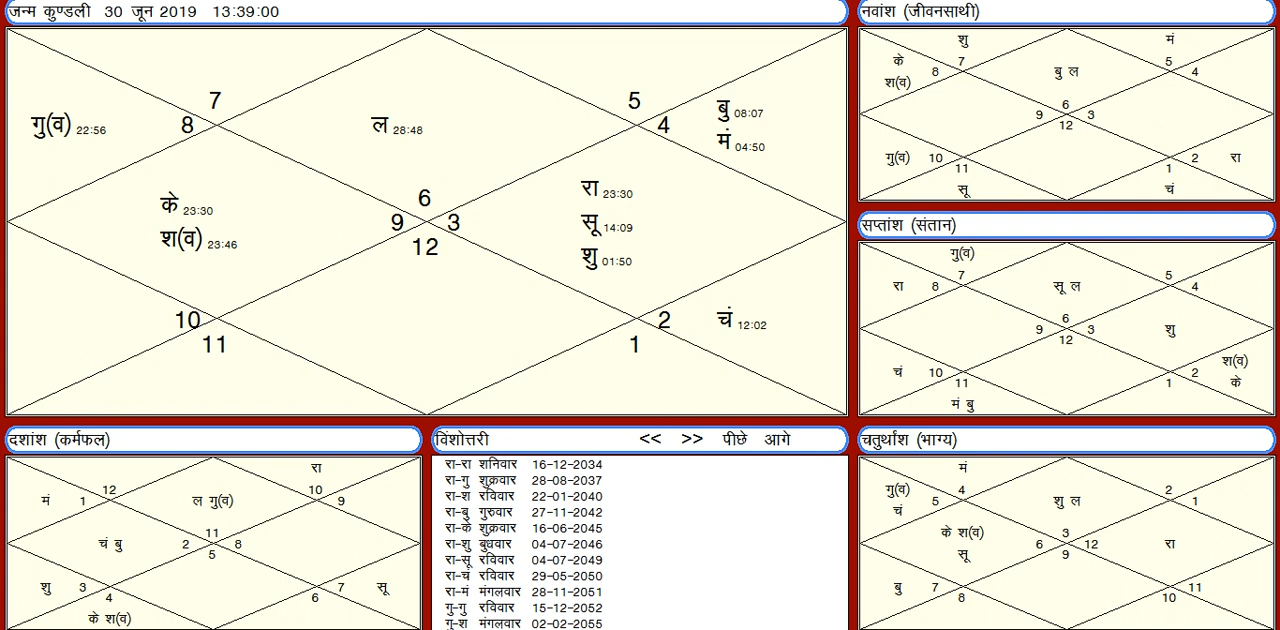 जन्म कुण्डली 30 जून 2019 13:39:00
7
5
गु(व) 22:56
8
ल 28:48
4
बु 08:07
मं 04:50
के 23:30
श(व) 23:46
6
9
3
12
रा 23:30
सू 14:09
शु 01:50
10
11
2
1
चं 12:02
नवांश (जीवनसाथी)
शु
मं
के
श(व)
8
7
बु ल
5
4
6
9
3
12
गु(व)
10
11
सू
2
1
रा
चं
सप्तांश (संतान)
गु(व)
रा
8
7
सू ल
5
4
6
9
3
12
शु
चं
10
11
मं बु
2
1
श(व)
के
दशांश (कर्मफल)
रा
मं
1
12
ल गु(व)
10
9
चं बु
11
2
8
5
शु
3
4
के श(व)
7
6
सू
विंशोत्तरी << >> पीछे आगे
रा-रा शनिवार 16-12-2034
रा-गु शुक्रवार 28-08-2037
रा-श रविवार 22-01-2040
रा-बु गुरुवार 27-11-2042
रा-के शुक्रवार 16-06-2045
रा-शु बुधवार 04-07-2046
रा-सू रविवार 04-07-2049
रा-चं रविवार 29-05-2050
रा-मं मंगलवार 28-11-2051
गु-गु रविवार 15-12-2052
गु-श मंगलवार 02-02-2055
चतुर्थांश (भाग्य)
मं
गु(व)
चं
5
4
शु ल
2
1
के श(व)
सू
3
6
12
9
रा
बु
7
8
11
10